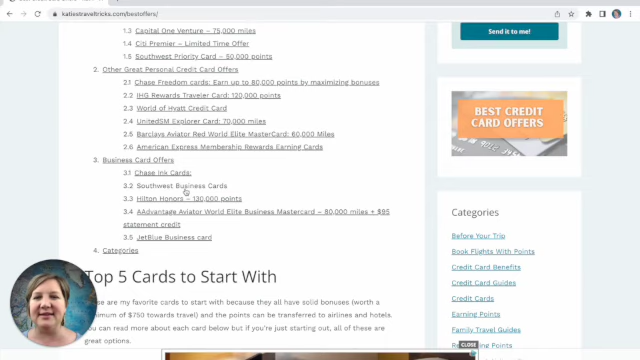 katiestraveltricks.com/bestoffers/
1.3 Capital One Venture – 75,000 miles
1.4 Citi Premier – Limited Time Offer
1.5 Southwest Priority Card – 50,000 points
2. Other Great Personal Credit Card Offers
2.1 Chase Freedom cards: Earn up to 80,000 points by maximizing bonuses
2.2 IHG Rewards Traveler Card: 120,000 points
2.3 World of Hyatt Credit Card
2.4 UnitedSM Explorer Card: 70,000 miles
2.5 Barclays Aviator Red World Elite MasterCard: 60,000 Miles
2.6 American Express Membership Rewards Earning Cards
3. Business Card Offers
3.1 Chase Ink Cards:
3.2 Southwest Business Cards
3.3 Hilton Honors – 130,000 points
3.4 AAdvantage Aviator World Elite Business Mastercard – 80,000 miles + $95
statement credit
3.5 JetBlue Business card
4. Categories
Top 5 Cards to Start With
These are my favorite cards to start with because they all have solid bonuses (worth a
minimum of $750 towards travel) and the points can be transferred to airlines and hotels.
You can read more about each card below but if you're just starting out, all of these are
great options.
Send it to me!
BEST CREDIT
CARD OFFERS
Categories
Before Your Trip
Book Flights With Points
Credit Card Benefits
Credit Card Guides
Credit Cards
Earning Points
Family Travel Guides
Points
CLOSE